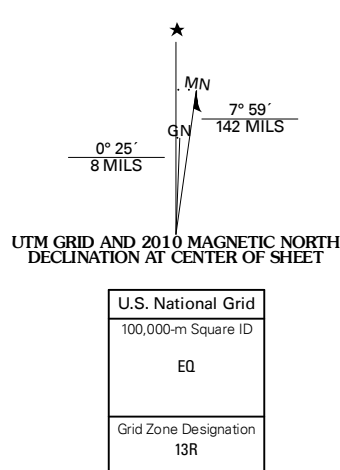 ★
MN
7° 59´
142 MILS
GN
0° 25´
8 MILS
UTM GRID AND 2010 MAGNETIC NORTH
DECLINATION AT CENTER OF SHEET
U.S. National Grid
100,000-m Square ID
EQ
Grid Zone Designation
13R